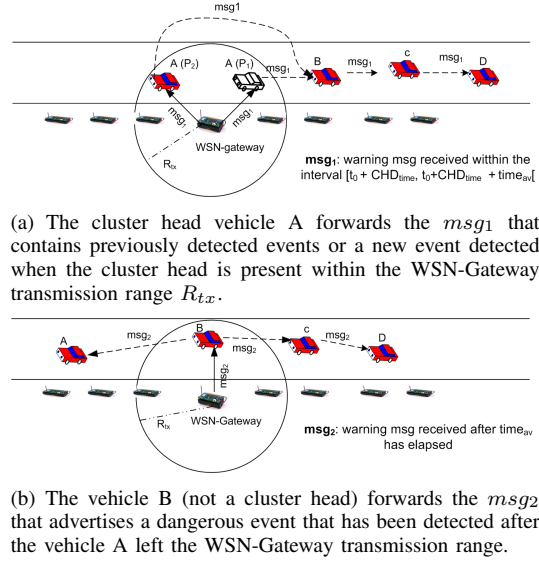 msg1
A (P2) A (P1) B c D
msg1 msg1 msg1
msg1 msg1
WSN-gateway
Rtx
msg1: warning msg received witthin the
interval [t0 + CHDtime, t0+CHDtime + timeav[
(a) The cluster head vehicle A forwards the msg1 that
contains previously detected events or a new event detected
when the cluster head is present within the WSN-Gateway
transmission range Rtx.
A B c D
msg2 msg2 msg2
msg2
Rtx
WSN-Gateway
msg2: warning msg received after timeav
has elapsed
(b) The vehicle B (not a cluster head) forwards the msg2
that advertises a dangerous event that has been detected after
the vehicle A left the WSN-Gateway transmission range.